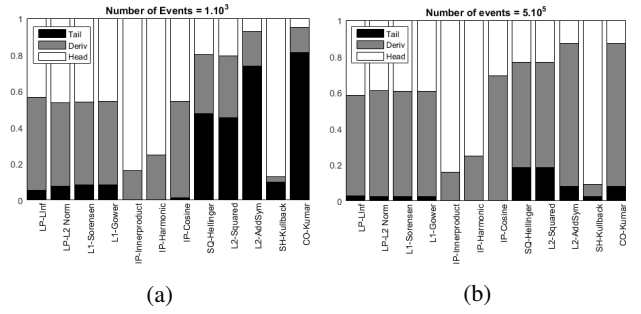 Number of Events = 1.10³
1
0.8
0.6
0.4
0.2
0
Tail
Deriv
Head
LP-Linf
LP-L2 Norm
L1-Sorensen
L1-Gower
IP-Innerproduct
IP-Harmonic
IP-Cosine
SQ-Hellinger
L2-Squared
L2-AddSym
SH-Kullback
CO-Kumar
(a)
Number of events = 5.10⁵
1
0.8
0.6
0.4
0.2
0
Tail
Deriv
Head
LP-Linf
LP-L2 Norm
L1-Sorensen
L1-Gower
IP-Innerproduct
IP-Harmonic
IP-Cosine
SQ-Hellinger
L2-Squared
L2-AddSym
SH-Kullback
CO-Kumar
(b)